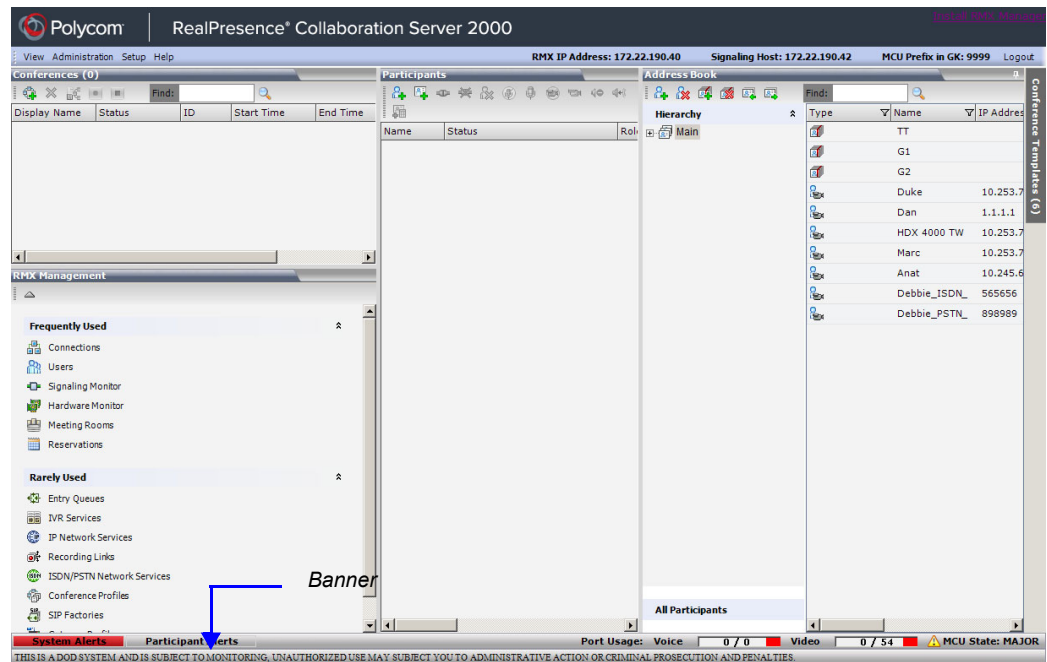 Polycom RealPresence® Collaboration Server 2000
View Administration Setup Help RMX IP Address: 172.22.190.40 Signaling Host: 172.22.190.42 MCU Prefix in GK: 9999 Logout
Conferences (0)
Find:
Display Name Status ID Start Time End Time
Participants
Name Status Role
Address Book
Find:
Hierarchy
Main
All Participants
Type Name IP Addres
TT
G1
G2
Duke 10.253.7
Dan 1.1.1.1
HDX 4000 TW 10.253.7
Marc 10.253.7
Anat 10.245.6
Debbie_ISDN_ 565656
Debbie_PSTN_ 898989
Conference Templates (6)
RMX Management
Frequently Used
Connections
Users
Signaling Monitor
Hardware Monitor
Meeting Rooms
Reservations
Rarely Used
Entry Queues
IVR Services
IP Network Services
Recording Links
ISDN/PSTN Network Services
Conference Profiles
SIP Factories
Banner
System Alerts Participant Alerts Port Usage: Voice 0 / 0 Video 0 / 54 MCU State: MAJOR
THIS IS A DOD SYSTEM AND IS SUBJECT TO MONITORING, UNAUTHORIZED USE MAY SUBJECT YOU TO ADMINISTRATIVE ACTION OR CRIMINAL PROSECUTION AND PENALTIES.